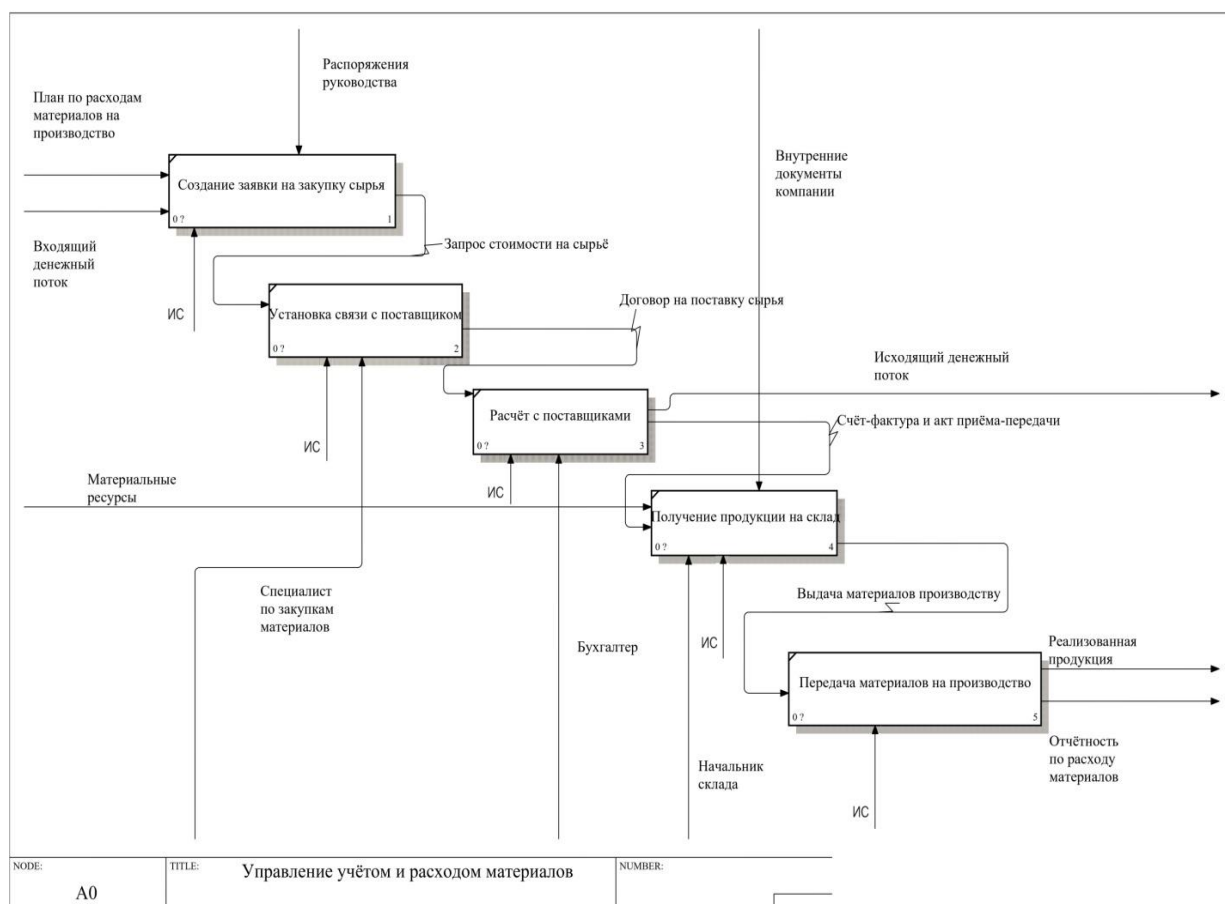 Распоряжения
руководства
План по расходам
материалов на
производство
Внутренние
документы
компании
Создание заявки на закупку сырья
0 ?
1
Входящий
денежный
поток
Запрос стоимости на сырьё
ИС
Договор на поставку сырья
Установка связи с поставщиком
0 ?
2
Исходящий денежный
поток
Расчёт с поставщиками
0 ?
3
Счёт-фактура и акт приёма-передачи
ИС
Материальные
ресурсы
ИС
Получение продукции на склад
0 ?
4
Специалист
по закупкам
материалов
Выдача материалов производству
Бухгалтер
ИС
Реализованная
продукция
Передача материалов на производство
0 ?
5
Отчётность
по расходу
материалов
Начальник
склада
ИС
NODE:
A0
TITLE:
Управление учётом и расходом материалов
NUMBER: